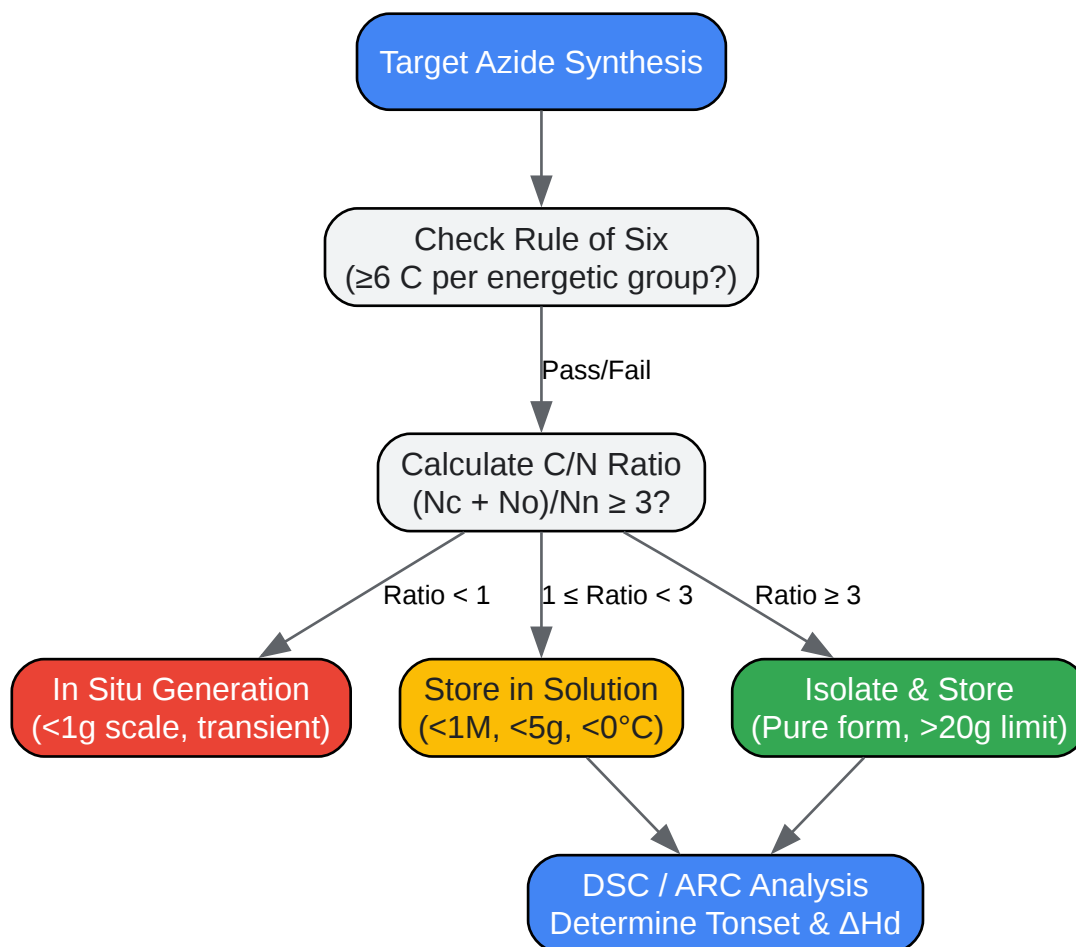 Target Azide Synthesis
Check Rule of Six
(≥6 C per energetic group?)
Pass/Fail
Calculate C/N Ratio
(Nc + No)/Nn ≥ 3?
Ratio < 1
1 ≤ Ratio < 3
Ratio ≥ 3
In Situ Generation
(<1g scale, transient)
Store in Solution
(<1M, <5g, <0°C)
Isolate & Store
(Pure form, >20g limit)
DSC / ARC Analysis
Determine Tonset & ΔHd